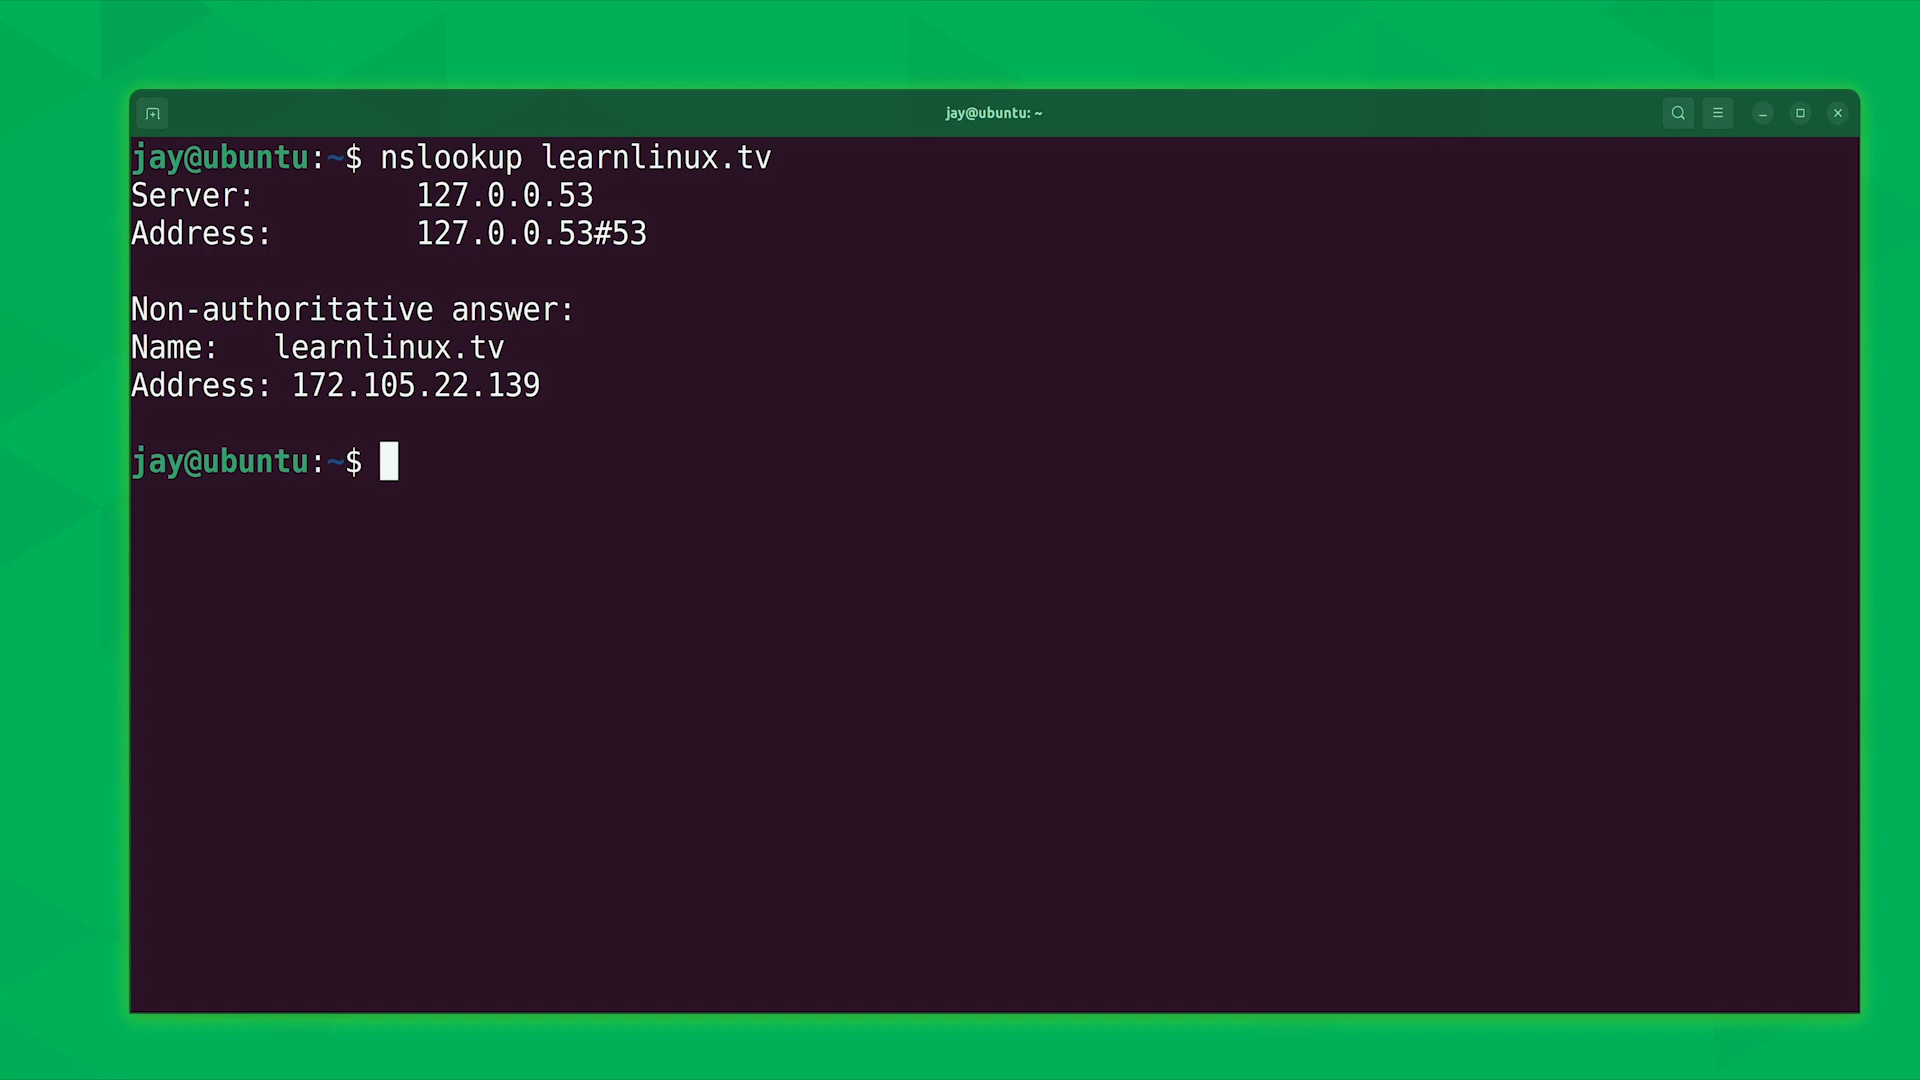 jay@ubuntu: ~
jay@ubuntu:~$ nslookup learnlinux.tv
Server:         127.0.0.53
Address:        127.0.0.53#53

Non-authoritative answer:
Name:   learnlinux.tv
Address: 172.105.22.139

jay@ubuntu:~$